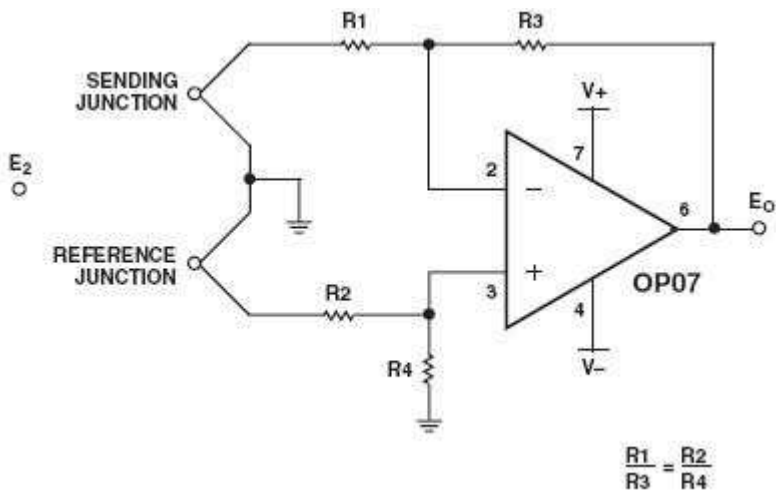 R1
R3
SENDING
JUNCTION
V+
E2
7
2
−
6
EO
REFERENCE
JUNCTION
+
3
OP07
R2
4
R4
V−
R1/R3 = R2/R4